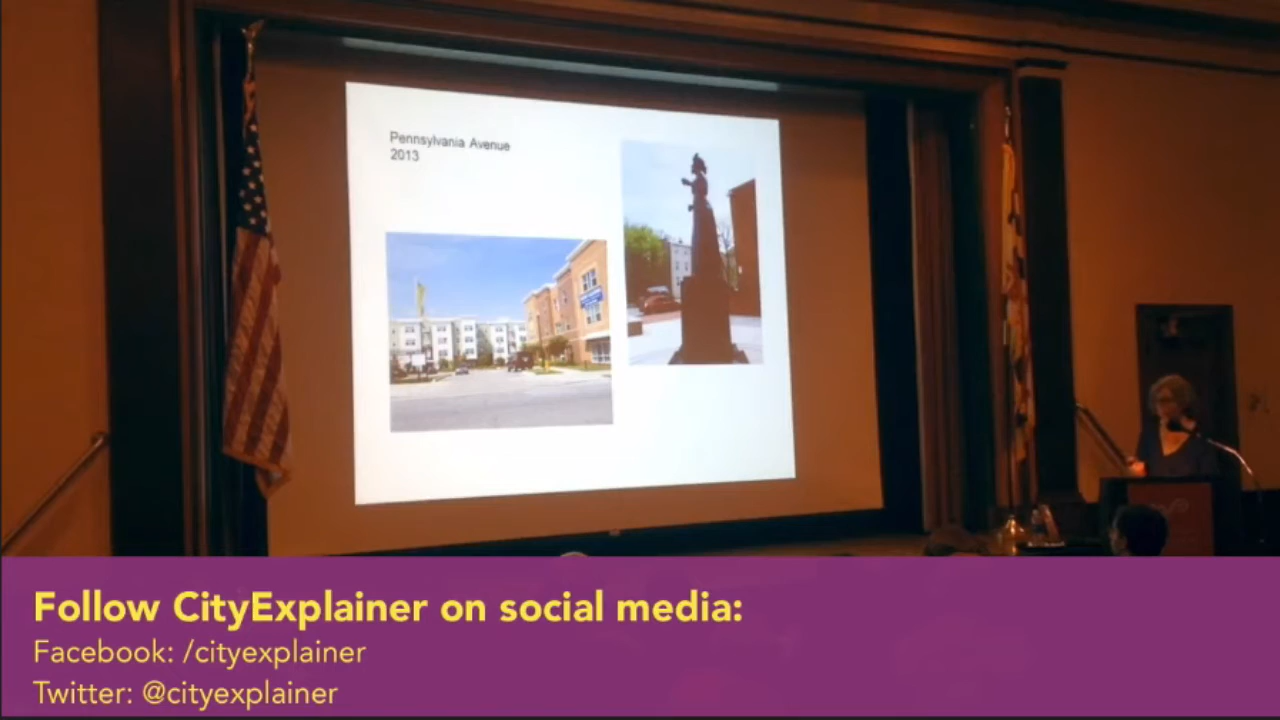 Pennsylvania Avenue
2013
Follow CityExplainer on social media:
Facebook: /cityexplainer
Twitter: @cityexplainer